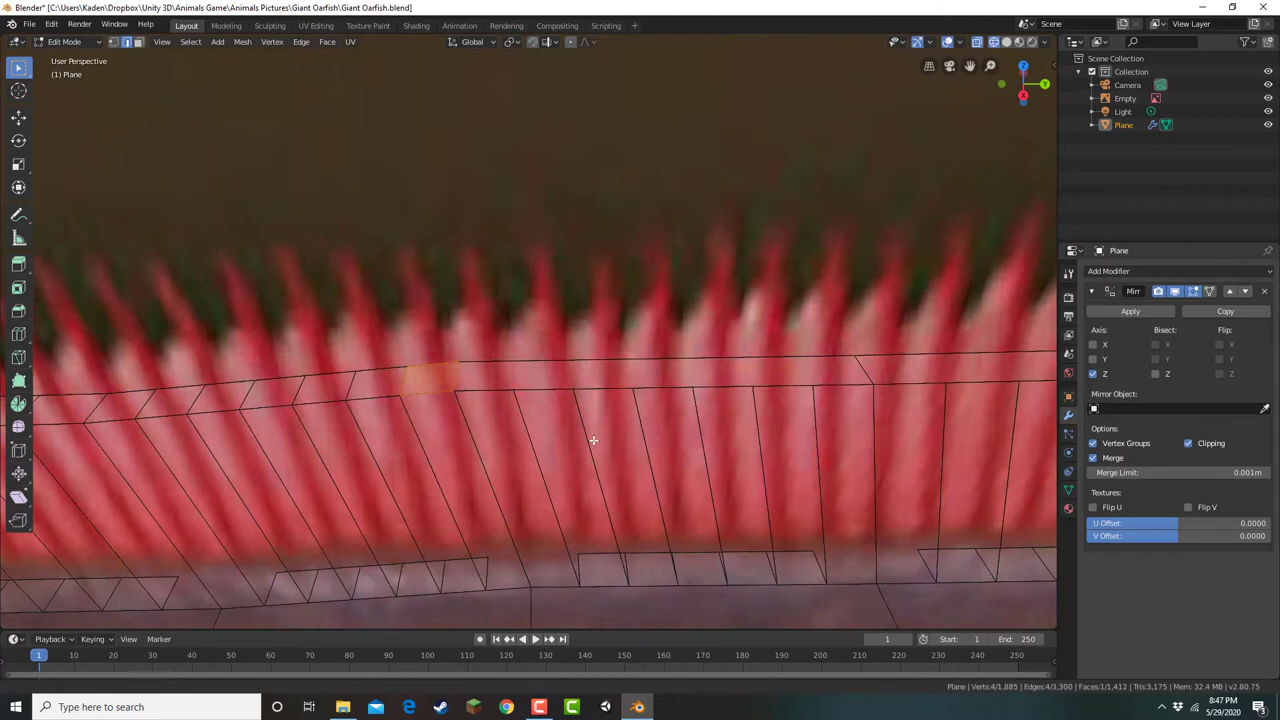 Blender* [C:\Users\Kaden\Dropbox\Unity 3D\Animals Game\Animals Pictures\Giant Oarfish\Giant Oarfish.blend]
File Edit Render Window Help Layout Modeling Sculpting UV Editing Texture Paint Shading Animation Rendering Compositing Scripting Scene View Layer
Edit Mode View Select Add Mesh Vertex Edge Face UV Global
User Perspective
(1) Plane
Z
Y
X
Scene Collection
Collection
Camera
Empty
Light
Plane
Plane
Add Modifier
Mirr
Apply Copy
Axis: Bisect: Flip:
X X X
Y Y Y
Z Z Z
Mirror Object:
Options:
Vertex Groups Clipping
Merge
Merge Limit: 0.001m
Textures:
Flip U Flip V
U Offset: 0.0000
V Offset: 0.0000
Playback Keying View Marker 1 Start: 1 End: 250
1 10 20 30 40 50 60 70 80 90 100 110 120 130 140 150 160 170 180 190 200 210 220 230 240 250
Plane | Verts:4/1,885 | Edges:4/3,300 | Faces:1/1,412 | Tris:3,175 | Mem: 32.4 MB | v2.80.75
Type here to search
8:47 PM
5/29/2020